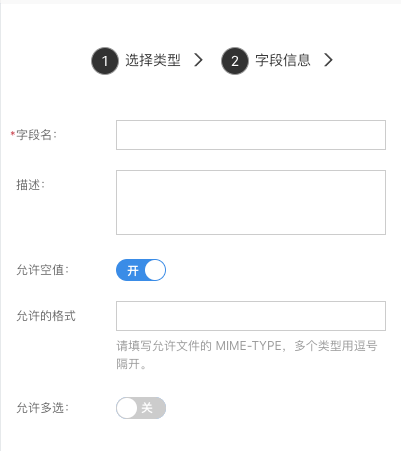 1 选择类型 > 2 字段信息 >
*字段名：
描述：
允许空值：
开
允许的格式
请填写允许文件的 MIME-TYPE，多个类型用逗号
隔开。
允许多选：
关